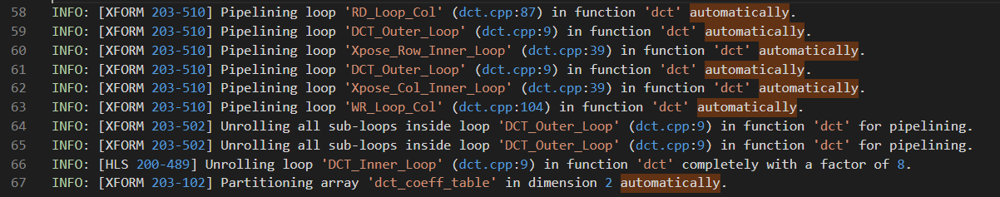 58 INFO: [XFORM 203-510] Pipelining loop 'RD_Loop_Col' (dct.cpp:87) in function 'dct' automatically.
59 INFO: [XFORM 203-510] Pipelining loop 'DCT_Outer_Loop' (dct.cpp:9) in function 'dct' automatically.
60 INFO: [XFORM 203-510] Pipelining loop 'Xpose_Row_Inner_Loop' (dct.cpp:39) in function 'dct' automatically.
61 INFO: [XFORM 203-510] Pipelining loop 'DCT_Outer_Loop' (dct.cpp:9) in function 'dct' automatically.
62 INFO: [XFORM 203-510] Pipelining loop 'Xpose_Col_Inner_Loop' (dct.cpp:39) in function 'dct' automatically.
63 INFO: [XFORM 203-510] Pipelining loop 'WR_Loop_Col' (dct.cpp:104) in function 'dct' automatically.
64 INFO: [XFORM 203-502] Unrolling all sub-loops inside loop 'DCT_Outer_Loop' (dct.cpp:9) in function 'dct' for pipelining.
65 INFO: [XFORM 203-502] Unrolling all sub-loops inside loop 'DCT_Outer_Loop' (dct.cpp:9) in function 'dct' for pipelining.
66 INFO: [HLS 200-489] Unrolling loop 'DCT_Inner_Loop' (dct.cpp:9) in function 'dct' completely with a factor of 8.
67 INFO: [XFORM 203-102] Partitioning array 'dct_coeff_table' in dimension 2 automatically.